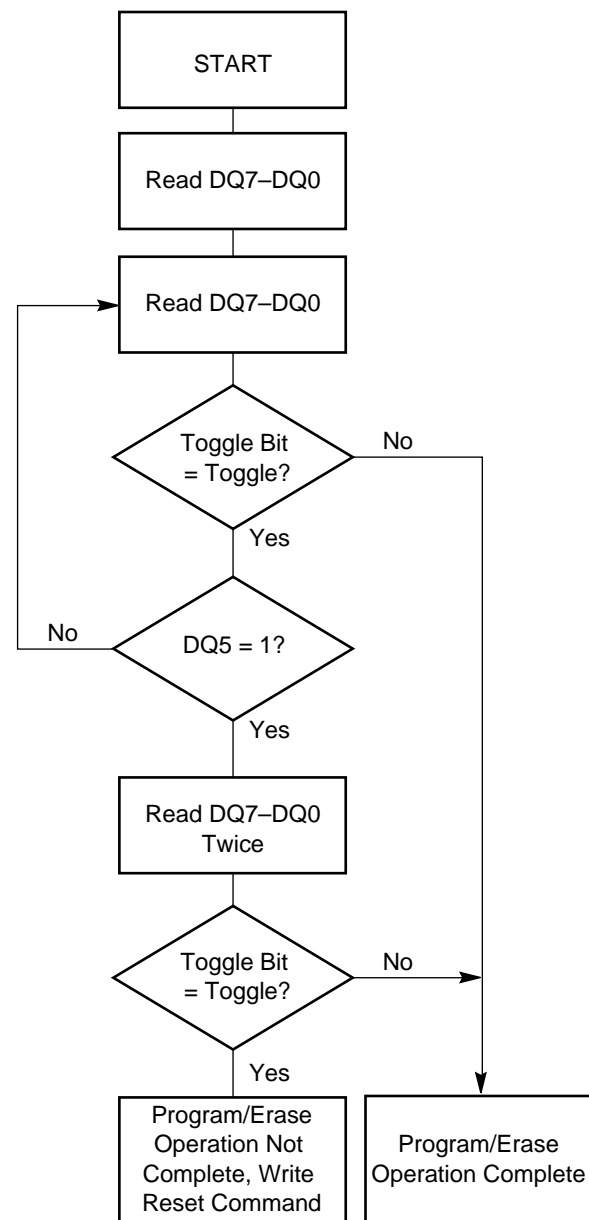 START
Read DQ7–DQ0
Read DQ7–DQ0
Toggle Bit
= Toggle?
No
Yes
No
DQ5 = 1?
Yes
Read DQ7–DQ0
Twice
Toggle Bit
= Toggle?
No
Yes
Program/Erase
Operation Not
Complete, Write
Reset Command
Program/Erase
Operation Complete